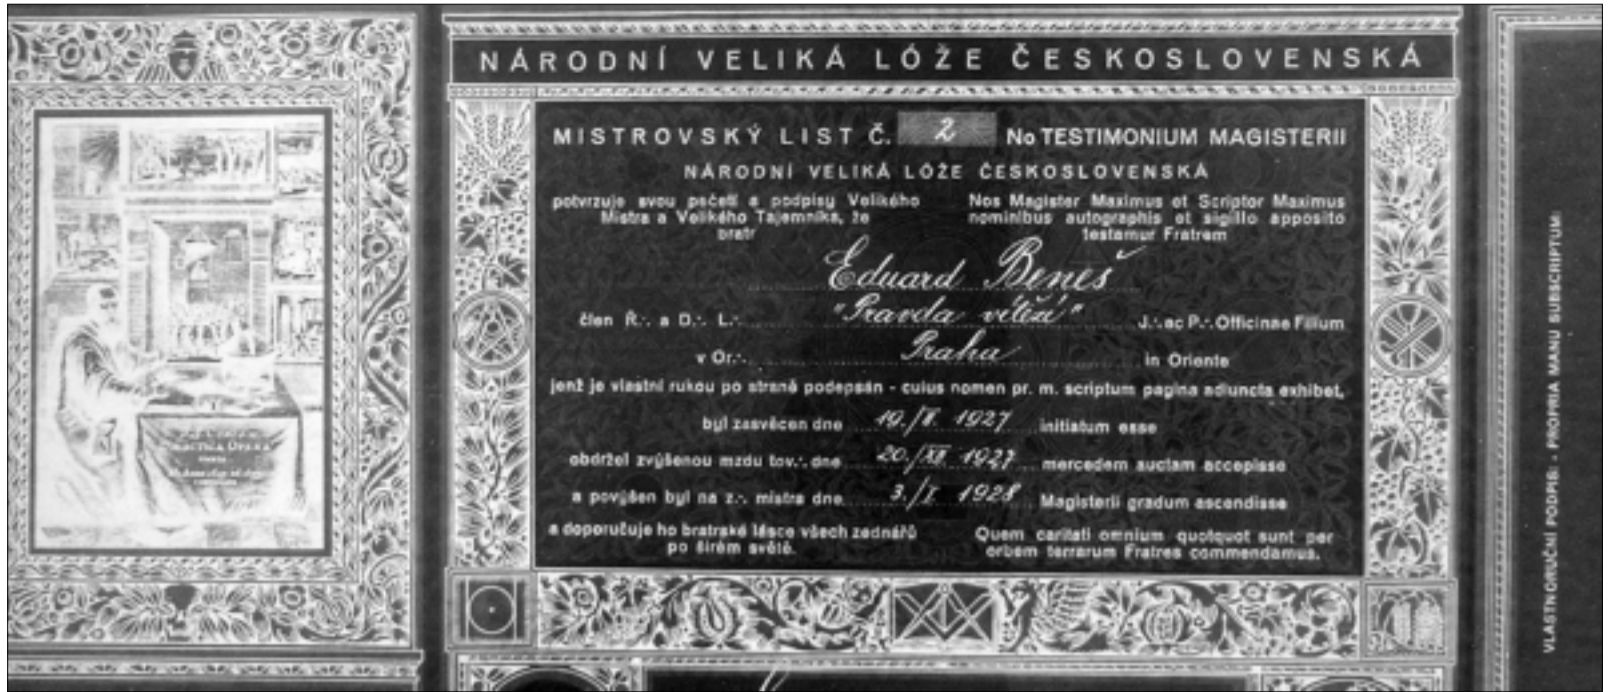 NÁRODNÍ VELIKÁ LÓŽE ČESKOSLOVENSKÁ
MISTROVSKÝ LIST Č. 2 No TESTIMONIUM MAGISTERII
NÁRODNÍ VELIKÁ LÓŽE ČESKOSLOVENSKÁ
potvrzuje svou pečetí a podpisy Velikého
Mistra a Velikého Tajemníka, že
bratr
Nos Magister Maximus et Scriptor Maximus
nominibus autographis et sigillo apposito
testamur Fratrem
Eduard Beneš
člen Ř∴ a D∴ L∴ "Pravda vítězí" J∴ ac P∴ Officinae Filium
v Or∴ Praha in Oriente
jenž je vlastní rukou po straně podepsán - cuius nomen pr. m. scriptum pagina adiuncta exhibet,
byl zasvěcen dne 19./ 1927 initiatum esse
obdržel zvýšenou mzdu tov∴ dne 20./XII 1927 mercedem auctam accepisse
a povýšen byl na z∴ mistra dne 3./I. 1928 Magisterii gradum ascendisse
a doporučuje ho bratrské lásce všech zednářů
po širém světě.
Quem caritati omnium quotquot sunt per
orbem terrarum Fratres commendamus.
VLASTNORUČNÍ PODPIS: - PROPRIA MANU SUBSCRIPTUM: